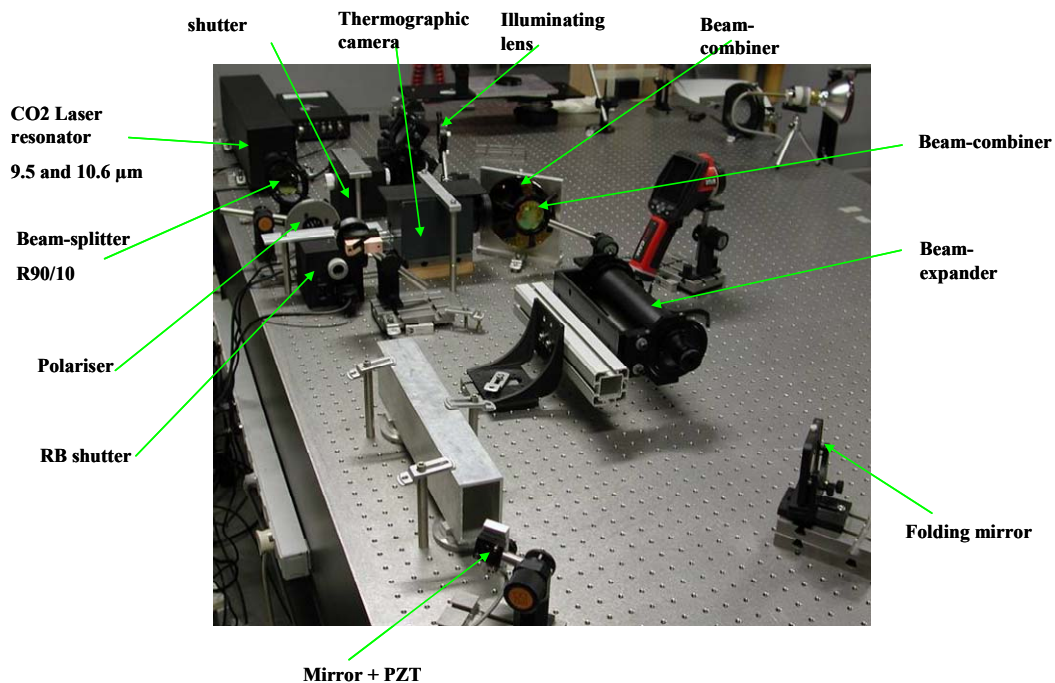 shutter
Thermographic
camera
Illuminating
lens
Beam-
combiner
CO2 Laser
resonator
9.5 and 10.6 µm
Beam-combiner
Beam-splitter
R90/10
Beam-
expander
Polariser
RB shutter
Folding mirror
Mirror + PZT